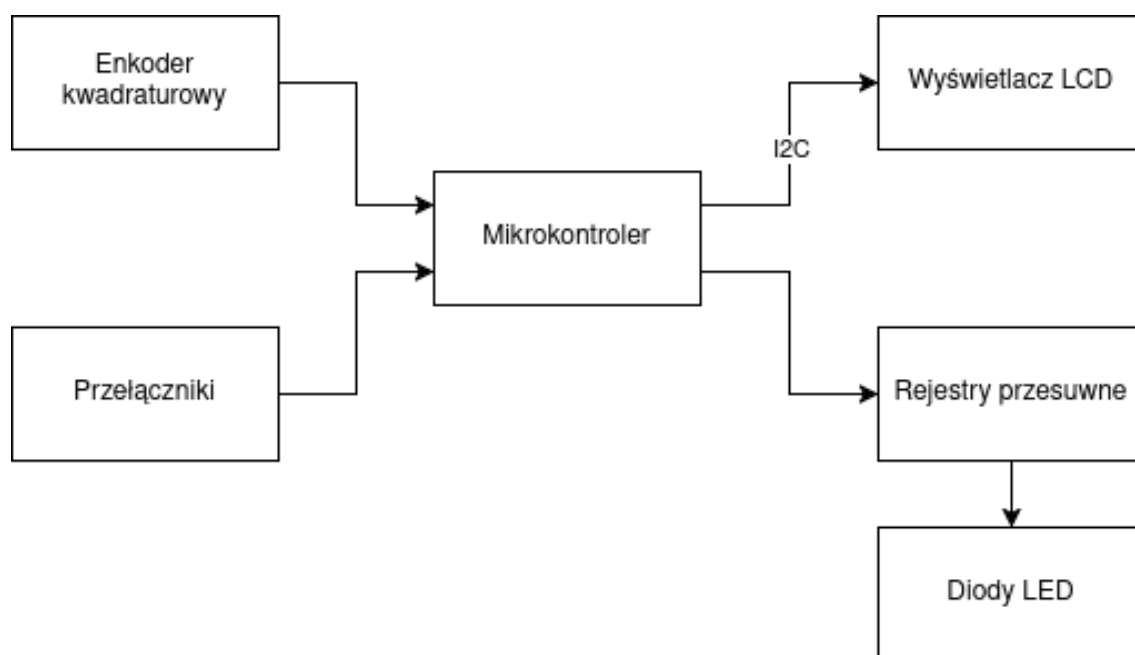 Enkoder
kwadraturowy
Wyświetlacz LCD
I2C
Mikrokontroler
Przełączniki
Rejestry przesuwne
Diody LED